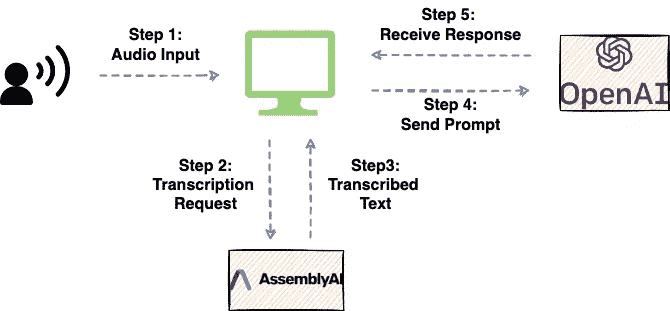 Step 1:
Audio Input
Step 5:
Receive Response
OpenAI
Step 4:
Send Prompt
Step 2:
Transcription
Request
Step3:
Transcribed
Text
AssemblyAI